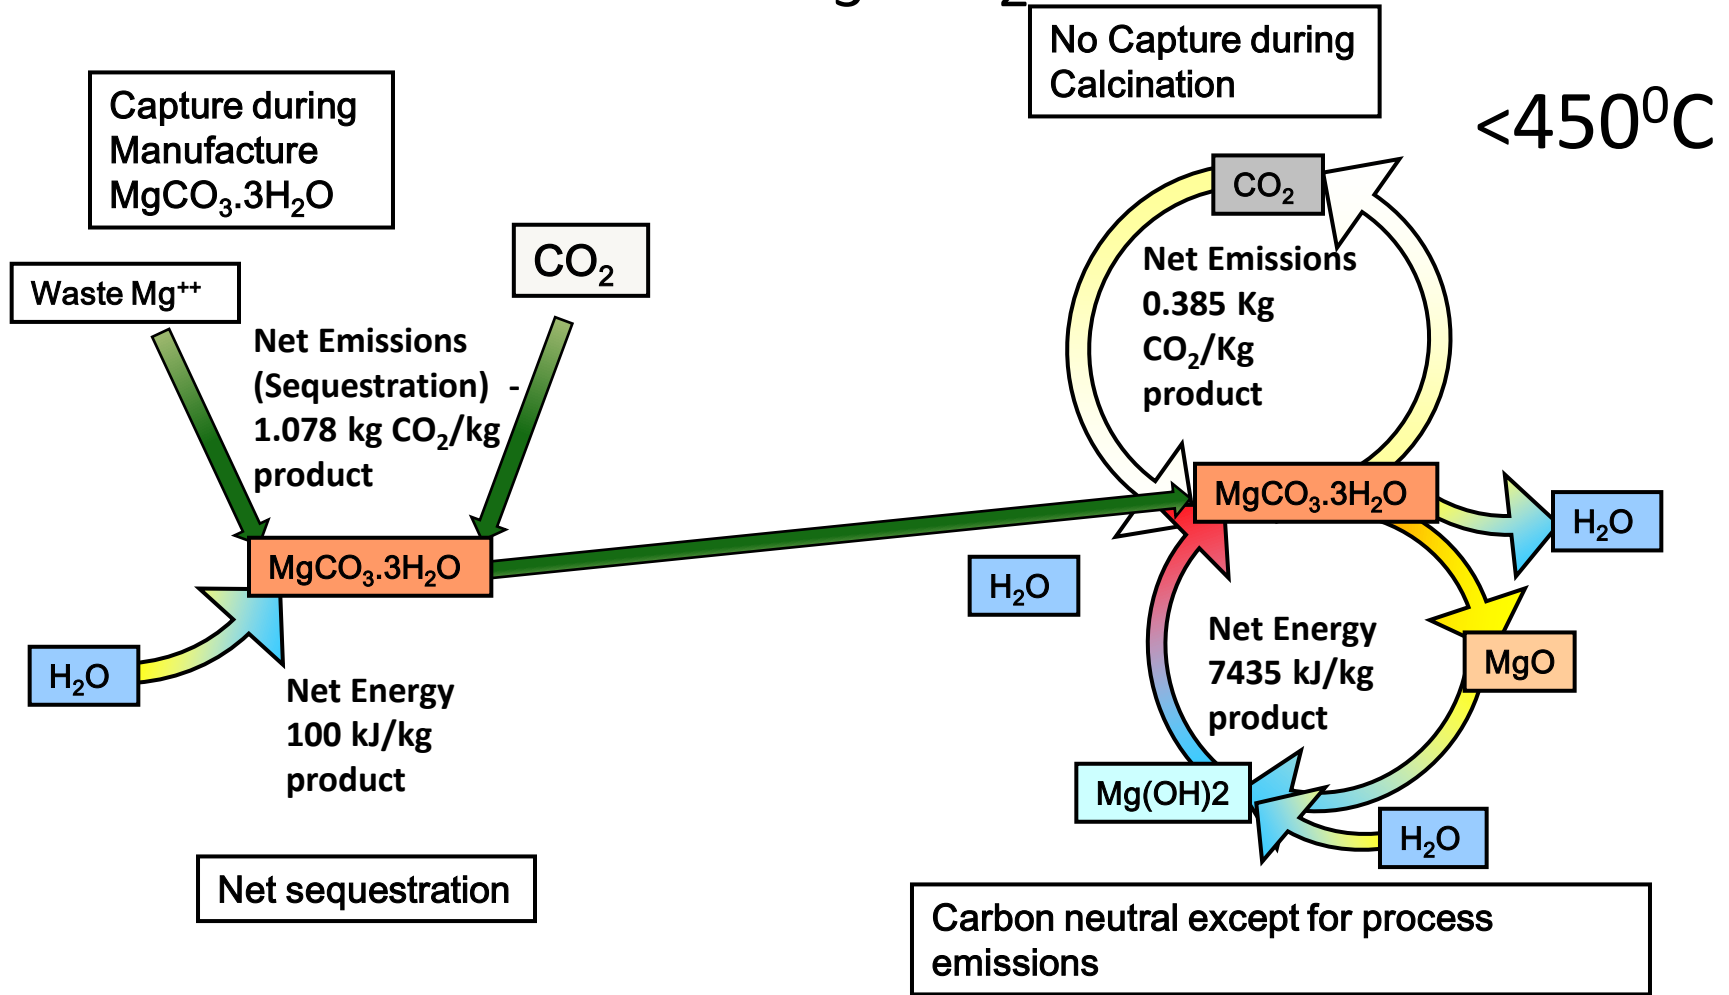 No Capture during
Calcination
<450⁰C
Capture during
Manufacture
MgCO₃.3H₂O
CO₂
Waste Mg⁺⁺
CO₂
Net Emissions
(Sequestration) -
1.078 kg CO₂/kg
product
Net Emissions
0.385 Kg
CO₂/Kg
product
MgCO₃.3H₂O
H₂O
MgCO₃.3H₂O
H₂O
H₂O
Net Energy
100 kJ/kg
product
Net Energy
7435 kJ/kg
product
MgO
Mg(OH)2
H₂O
Net sequestration
Carbon neutral except for process
emissions